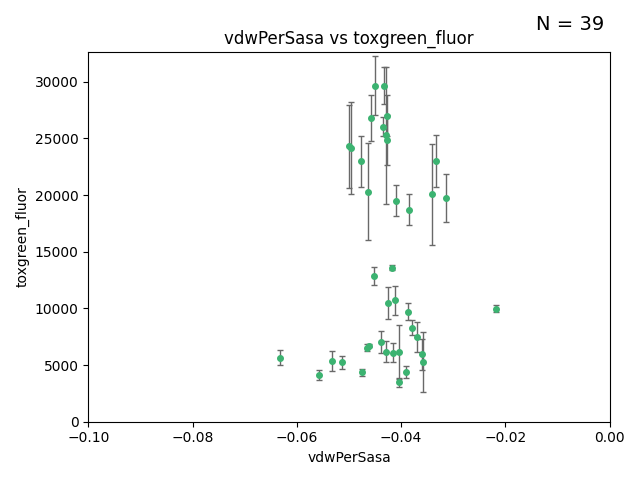 N = 39
vdwPerSasa vs toxgreen_fluor
30000
25000
20000
15000
10000
5000
0
toxgreen_fluor
−0.10 −0.08 −0.06 −0.04 −0.02 0.00
vdwPerSasa